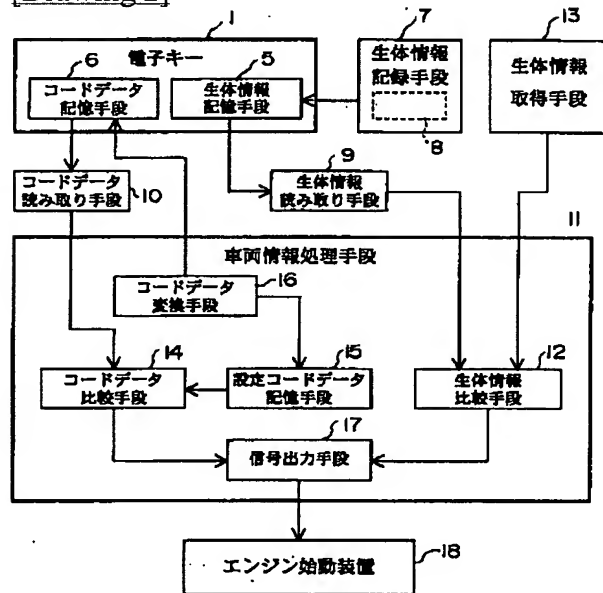 [Drawing 2]
1
7
13
電子キー
6
5
コードデータ
記憶手段
生体情報
記憶手段
生体情報
記録手段
8
生体情報
取得手段
9
コードデータ
読み取り手段
10
生体情報
読み取り手段
11
車両情報処理手段
16
コードデータ
変換手段
14
15
12
コードデータ
比較手段
設定コードデータ
記憶手段
生体情報
比較手段
17
信号出力手段
エンジン始動装置
18